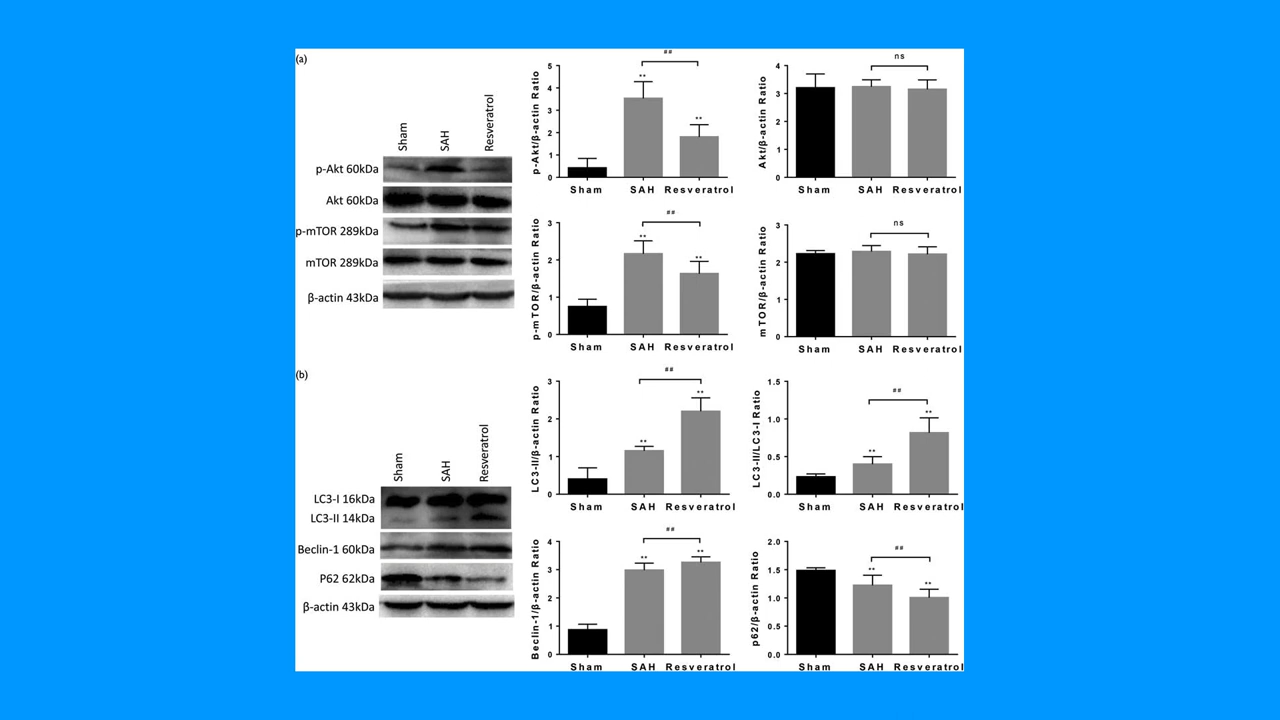 (a)
Sham
SAH
Resveratrol
p-Akt 60kDa
Akt 60kDa
p-mTOR 289kDa
mTOR 289kDa
β-actin 43kDa
p-Akt/β-actin Ratio
5
4
3
2
1
0
##
**
**
Sham SAH Resveratrol
Akt/β-actin Ratio
4
3
2
1
0
ns
Sham SAH Resveratrol
p-mTOR/β-actin Ratio
3
2
1
0
##
**
**
Sham SAH Resveratrol
mTOR/β-actin Ratio
3
2
1
0
ns
Sham SAH Resveratrol
(b)
Sham
SAH
Resveratrol
LC3-I 16kDa
LC3-II 14kDa
Beclin-1 60kDa
P62 62kDa
β-actin 43kDa
LC3-II/β-actin Ratio
3
2
1
0
##
**
**
Sham SAH Resveratrol
LC3-II/LC3-I Ratio
1.5
1.0
0.5
0.0
##
**
**
Sham SAH Resveratrol
Beclin-1/β-actin Ratio
4
3
2
1
0
##
**
**
Sham SAH Resveratrol
p62/β-actin Ratio
2.0
1.5
1.0
0.5
0.0
##
**
**
Sham SAH Resveratrol